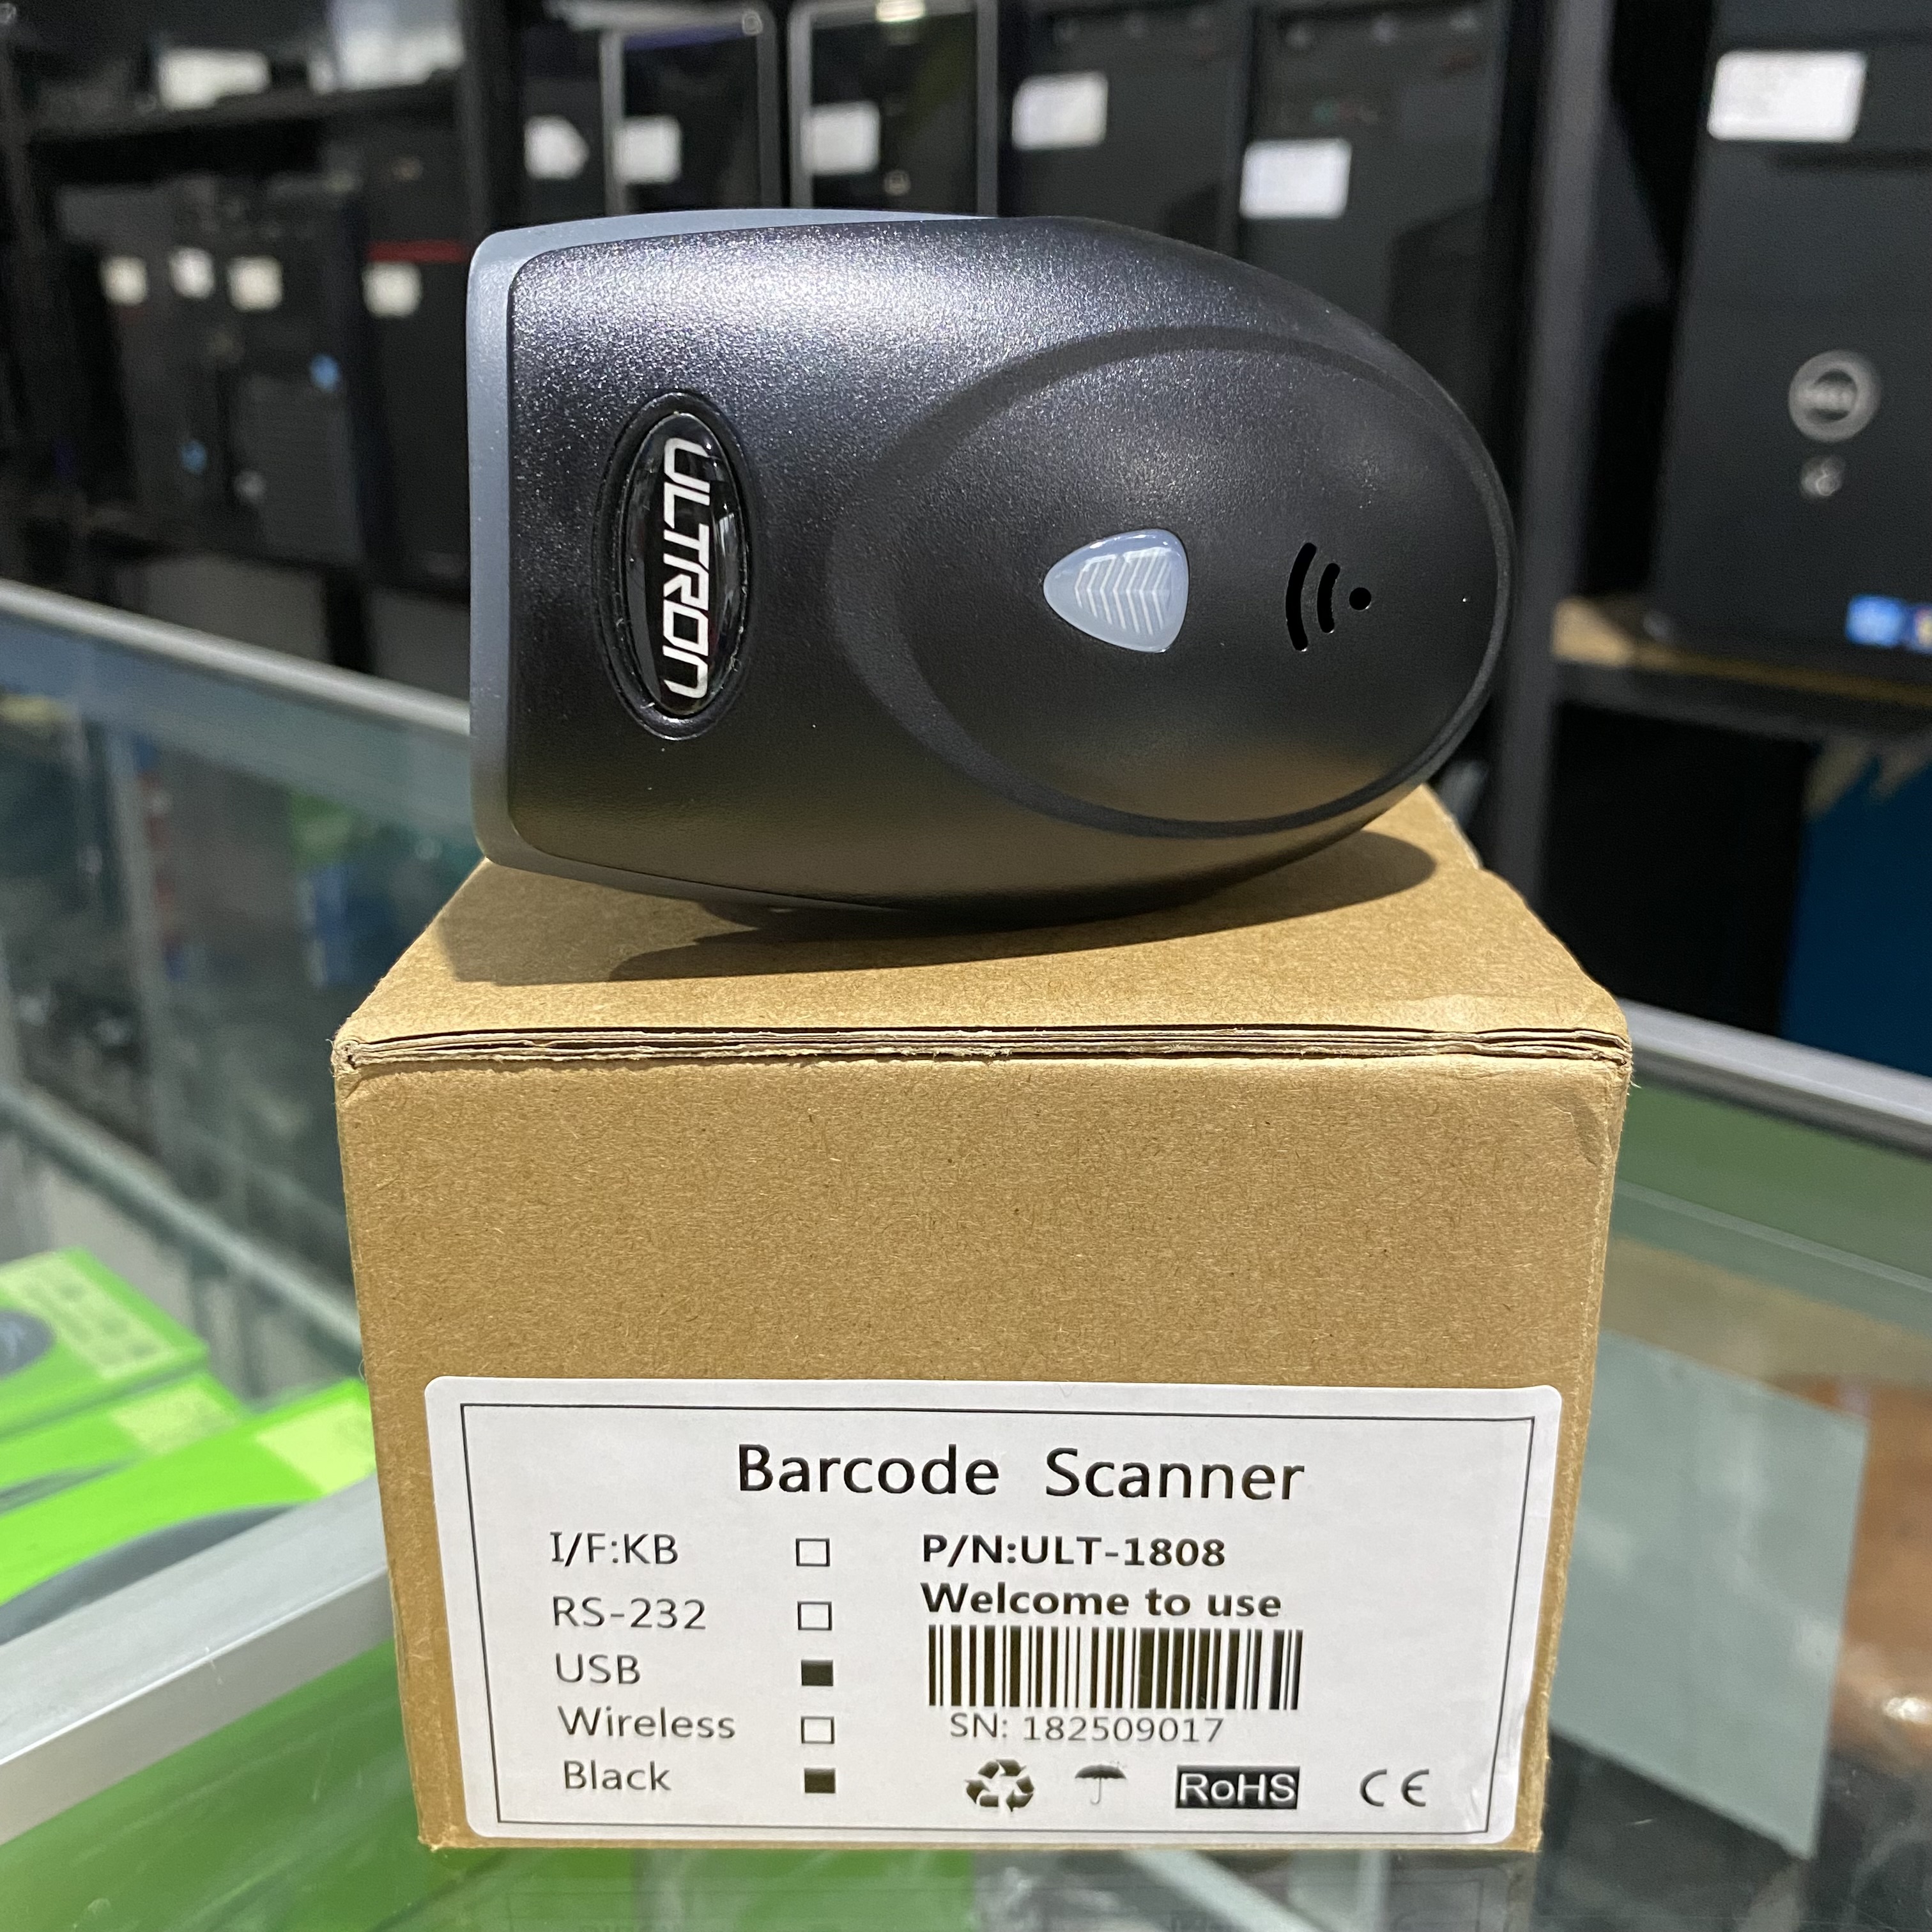 ULTRON
Barcode Scanner
I/F:KB
P/N:ULT-1808
Welcome to use
RS-232
USB
Wireless
SN: 182509017
Black
RoHS
CE